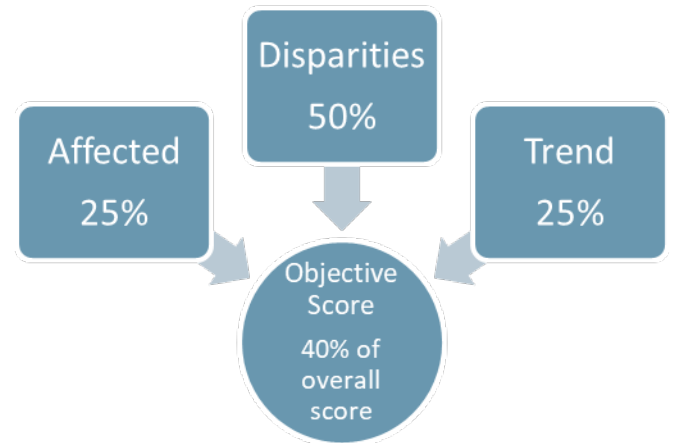 Disparities
50%
Affected
25%
Trend
25%
Objective
Score
40% of
overall
score